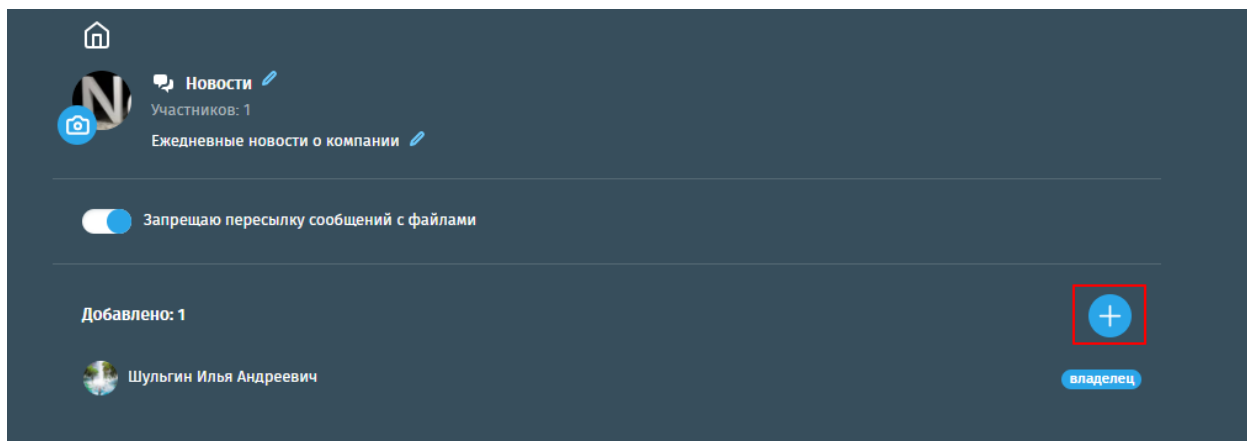 Новости
Участников: 1
Ежедневные новости о компании
Запрещаю пересылку сообщений с файлами
Добавлено: 1
Шульгин Илья Андреевич
владелец